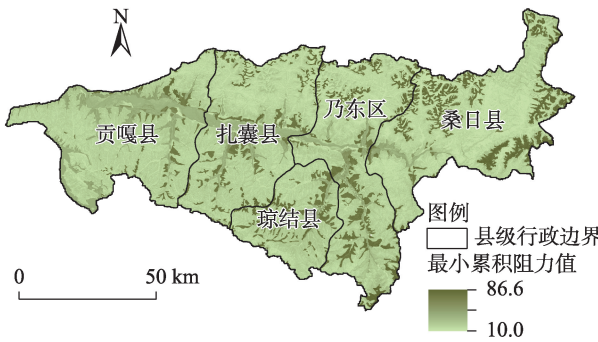 N
乃东区
桑日县
贡嘎县
扎囊县
琼结县
图例
县级行政边界
最小累积阻力值
86.6
10.0
0 50 km